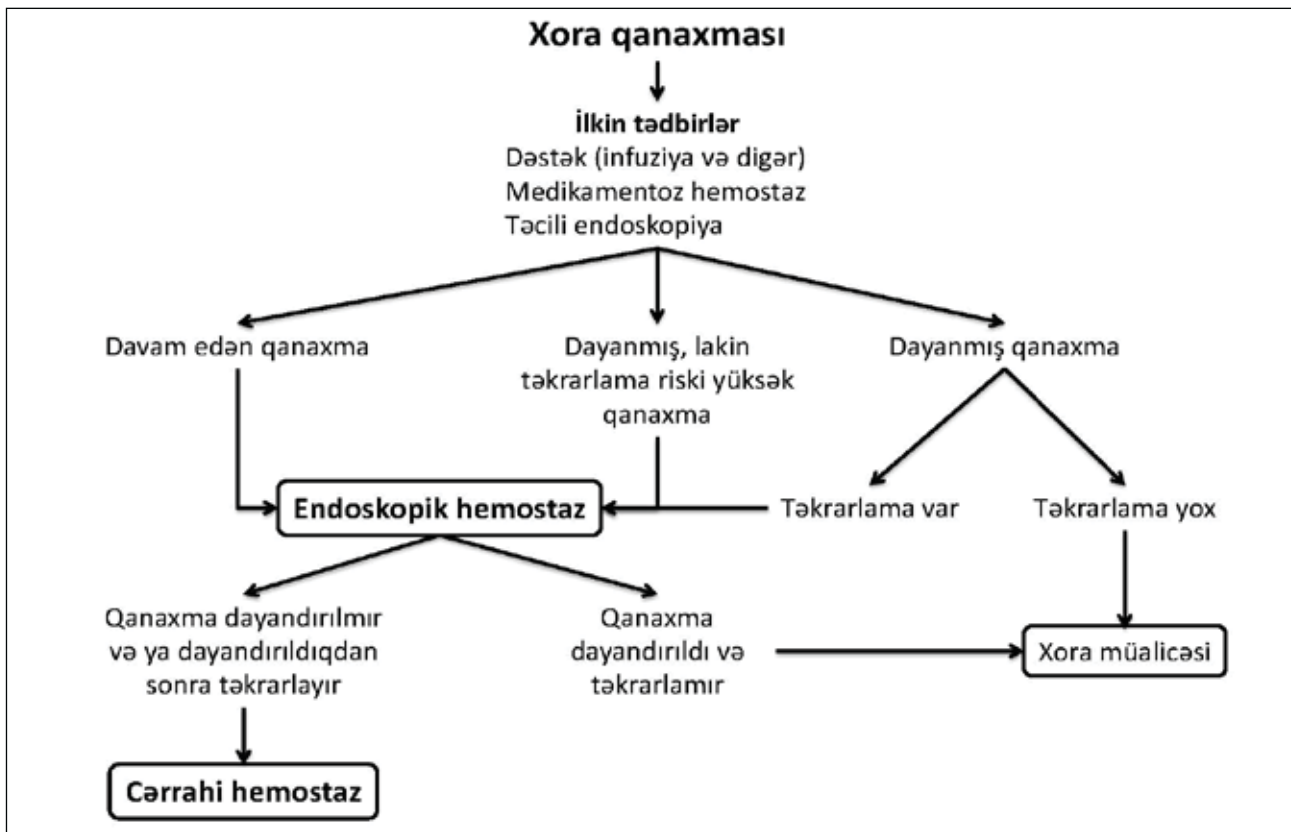 Xora qanaxması
İlkin tədbirlər
Dəstək (infuziya və digər)
Medikamentoz hemostaz
Təcili endoskopiya
Davam edən qanaxma
Dayanmış, lakin
təkrarlama riski yüksək
qanaxma
Dayanmış qanaxma
Endoskopik hemostaz
Təkrarlama var
Təkrarlama yox
Qanaxma dayandırılmır
və ya dayandırıldıqdan
sonra təkrarlayır
Qanaxma
dayandırıldı və
təkrarlamır
Xora müalicəsi
Cərrahi hemostaz